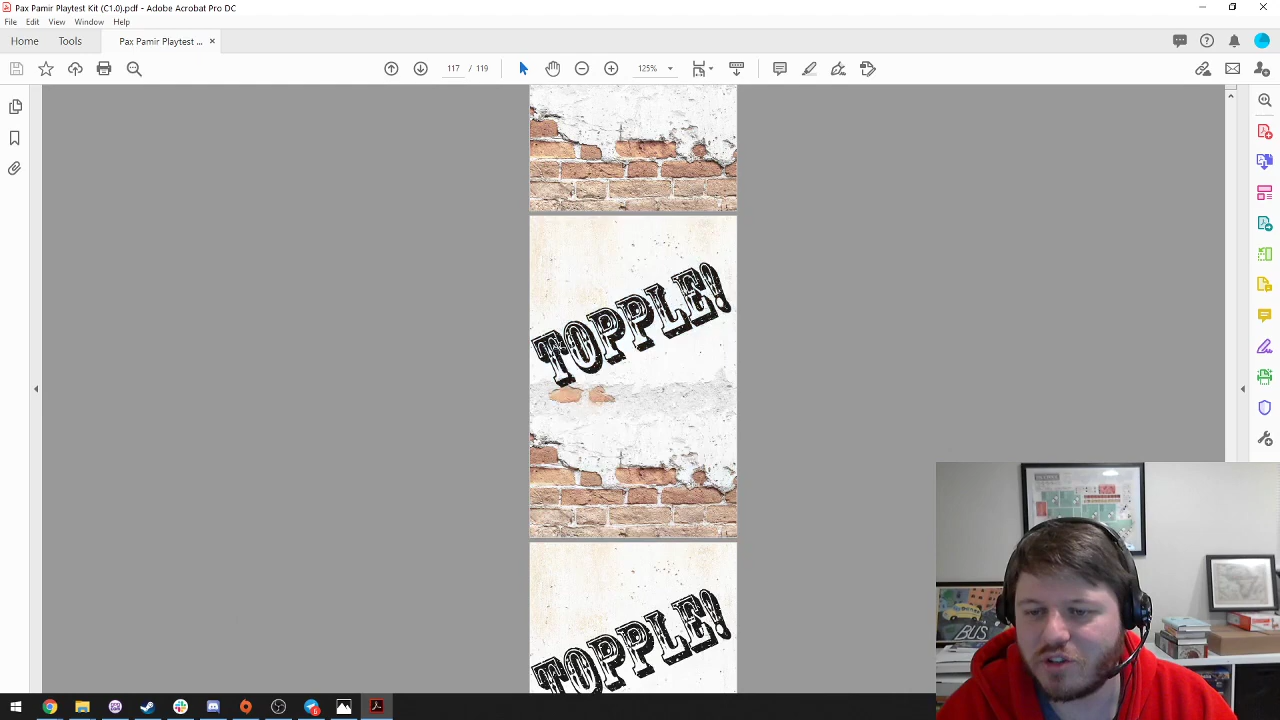 Pax Pamir Playtest Kit (C1.0).pdf - Adobe Acrobat Pro DC
File Edit View Window Help
Home Tools Pax Pamir Playtest ... ×
117 / 119 125%
TOPPLE!
TOPPLE!
BUS